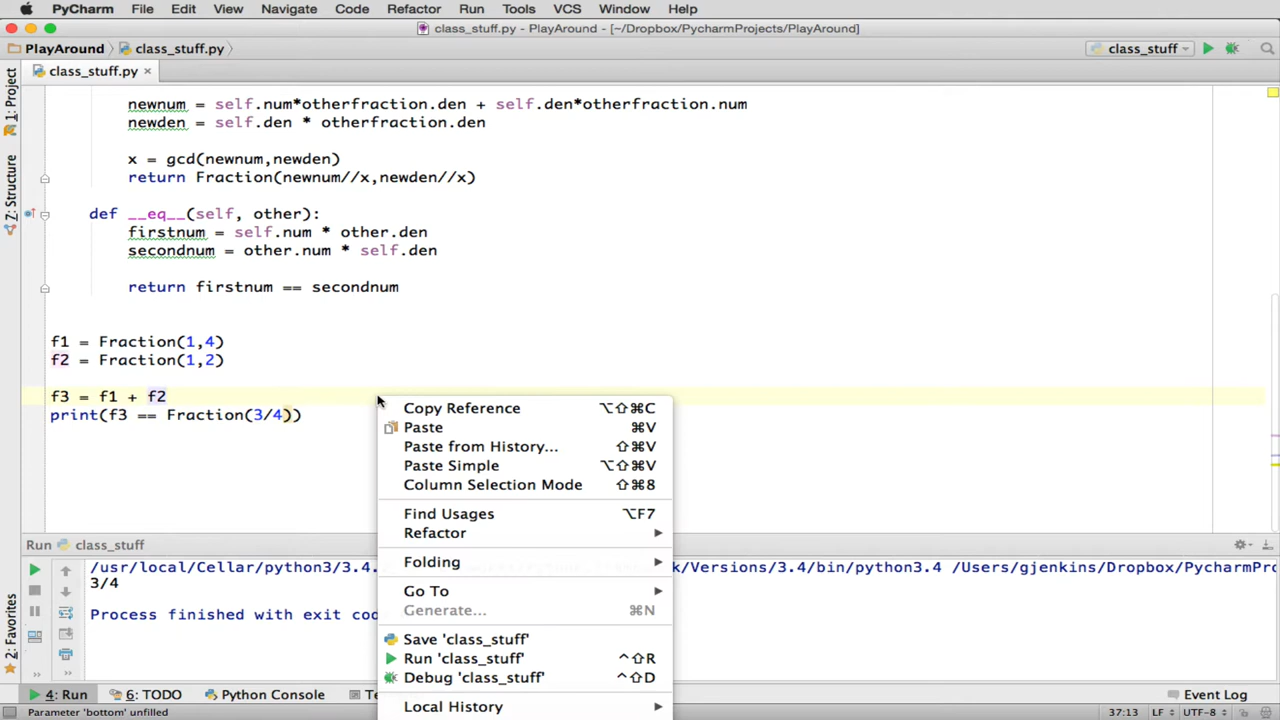 PyCharm File Edit View Navigate Code Refactor Run Tools VCS Window Help
class_stuff.py - PlayAround - [~/Dropbox/PycharmProjects/PlayAround]
PlayAround class_stuff.py class_stuff
class_stuff.py
1: Project
Z: Structure
2: Favorites
newnum = self.num*otherfraction.den + self.den*otherfraction.num
newden = self.den * otherfraction.den
x = gcd(newnum,newden)
return Fraction(newnum//x,newden//x)
def __eq__(self, other):
firstnum = self.num * other.den
secondnum = other.num * self.den
return firstnum == secondnum
f1 = Fraction(1,4)
f2 = Fraction(1,2)
f3 = f1 + f2
print(f3 == Fraction(3/4))
Copy Reference ⌥⇧⌘C
Paste ⌘V
Paste from History... ⇧⌘V
Paste Simple ⌥⇧⌘V
Column Selection Mode ⇧⌘8
Find Usages ⌥F7
Refactor
Folding
Go To
Generate... ⌘N
Save 'class_stuff'
Run 'class_stuff' ^⇧R
Debug 'class_stuff' ^⇧D
Local History
Run class_stuff
/usr/local/Cellar/python3/3.4. k/Versions/3.4/bin/python3.4 /Users/gjenkins/Dropbox/PycharmPro
3/4
Process finished with exit
4: Run 6: TODO Python Console Event Log
Parameter 'bottom' unfilled 37:13 LF UTF-8